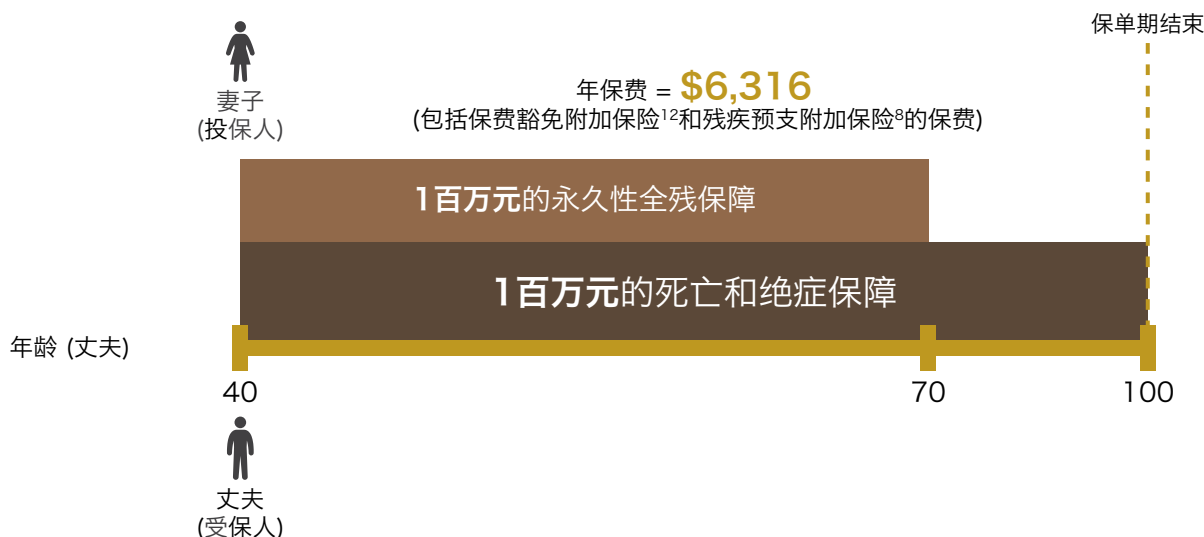 保单期结束
妻子
(投保人)
年保费 = $6,316
(包括保费豁免附加保险¹²和残疾预支附加保险⁸的保费)
1百万元的永久性全残保障
1百万元的死亡和绝症保障
年龄 (丈夫)
40
70
100
丈夫
(受保人)